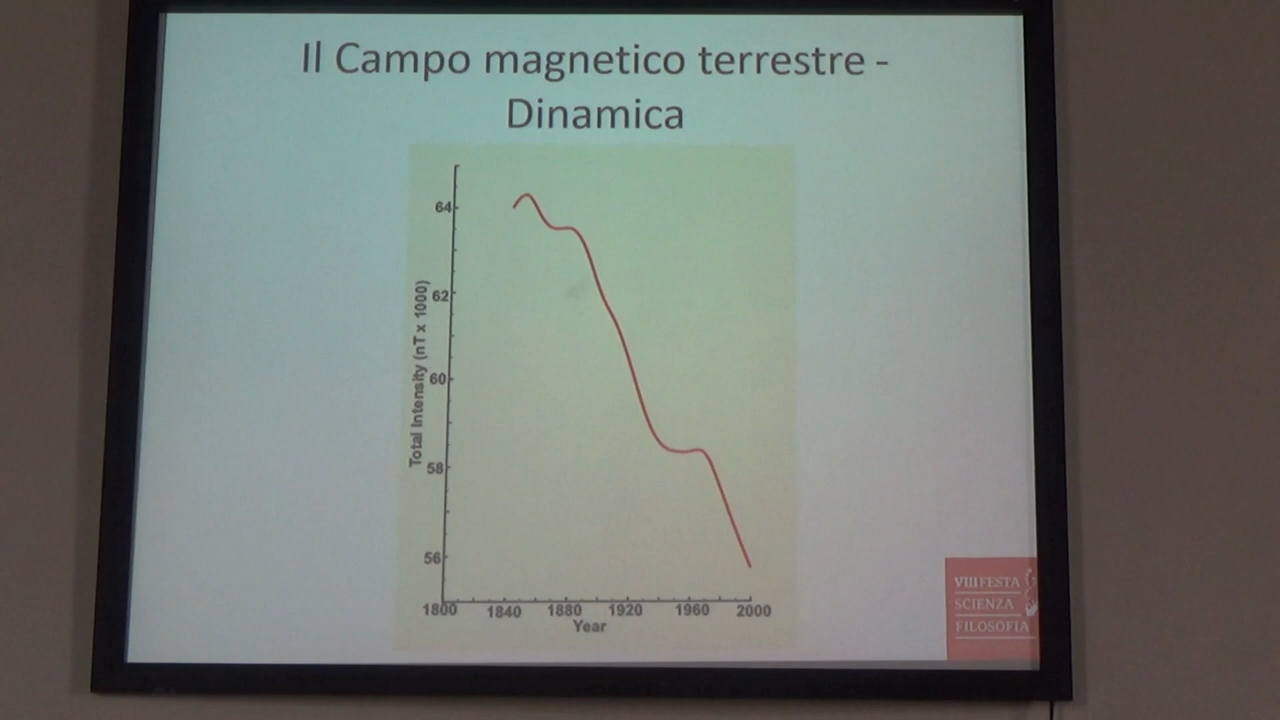 Il Campo magnetico terrestre -
Dinamica
Total Intensity (nT x 1000)
64
62
60
58
56
1800 1840 1880 1920 1960 2000
Year
VIII FESTA
SCIENZA
FILOSOFIA